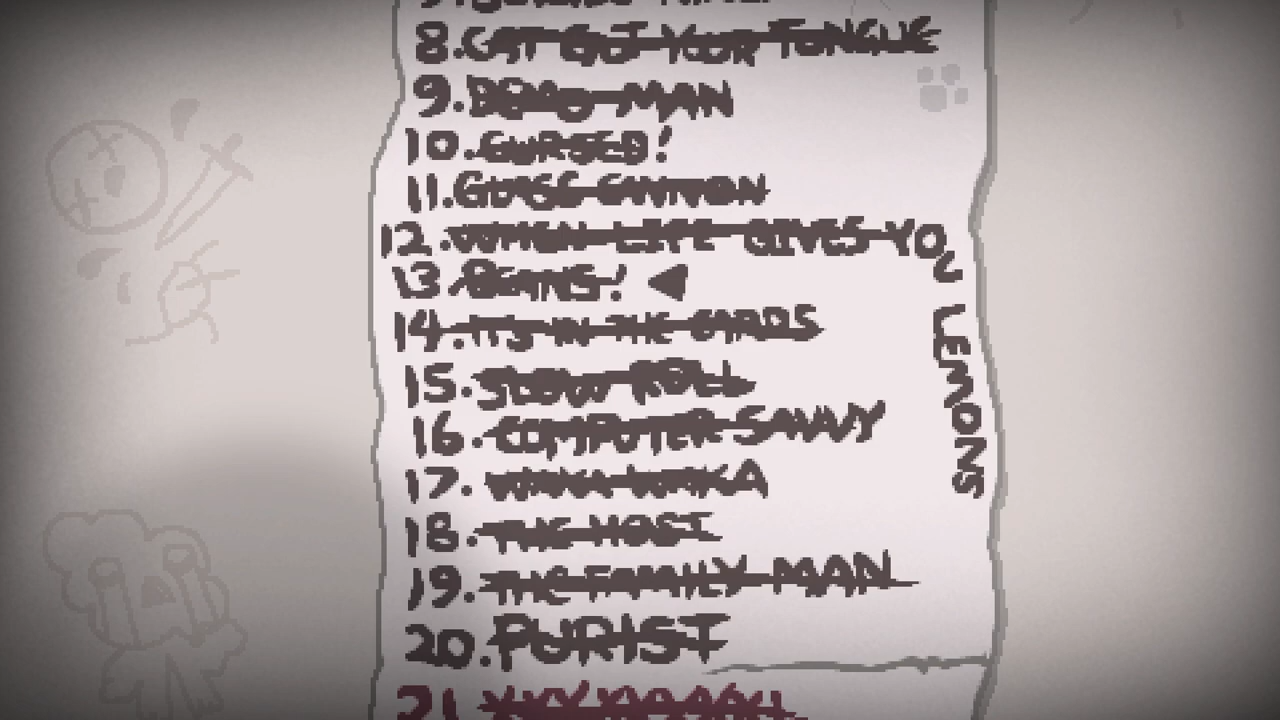 8. CAT GOT YOUR TONGUE
9. DEMO MAN
10. CURSED!
11. GLASS CANNON
12. WHEN LIFE GIVES YOU LEMONS
13. BEANS!
14. IT'S IN THE CARDS
15. SLOW ROLL
16. COMPUTER SAVVY
17. WAKA WAKA
18. THE HOST
19. THE FAMILY MAN
20. PURIST
21.